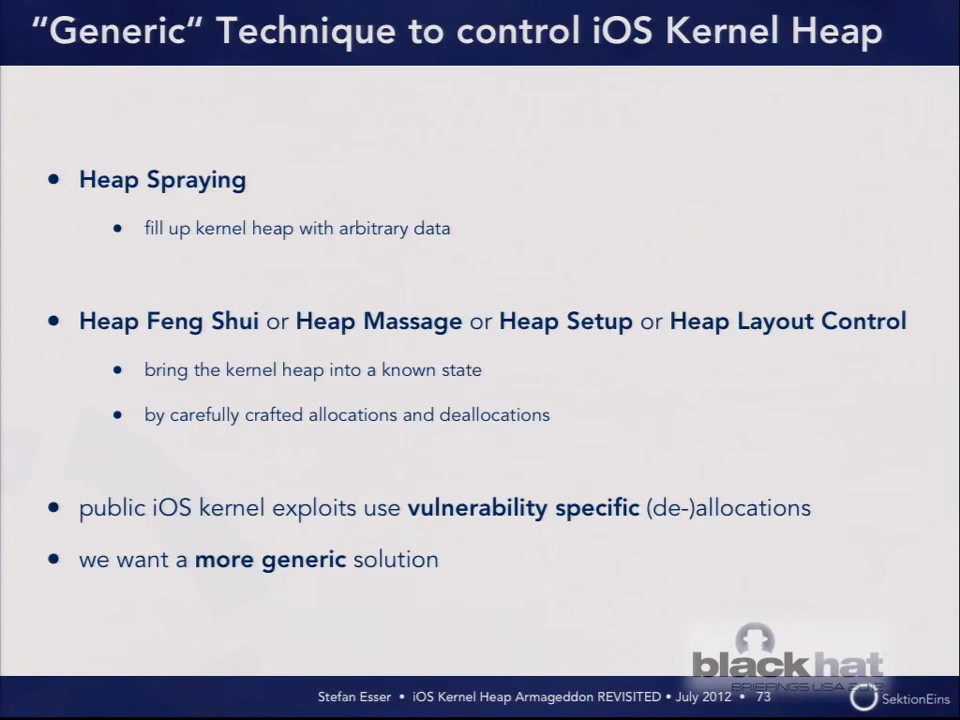 “Generic“ Technique to control iOS Kernel Heap
• Heap Spraying
• fill up kernel heap with arbitrary data
• Heap Feng Shui or Heap Massage or Heap Setup or Heap Layout Control
• bring the kernel heap into a known state
• by carefully crafted allocations and deallocations
• public iOS kernel exploits use vulnerability specific (de-)allocations
• we want a more generic solution
blackhat
BRIEFINGS USA 2012
Stefan Esser • iOS Kernel Heap Armageddon REVISITED • July 2012 • 73
SektionEins